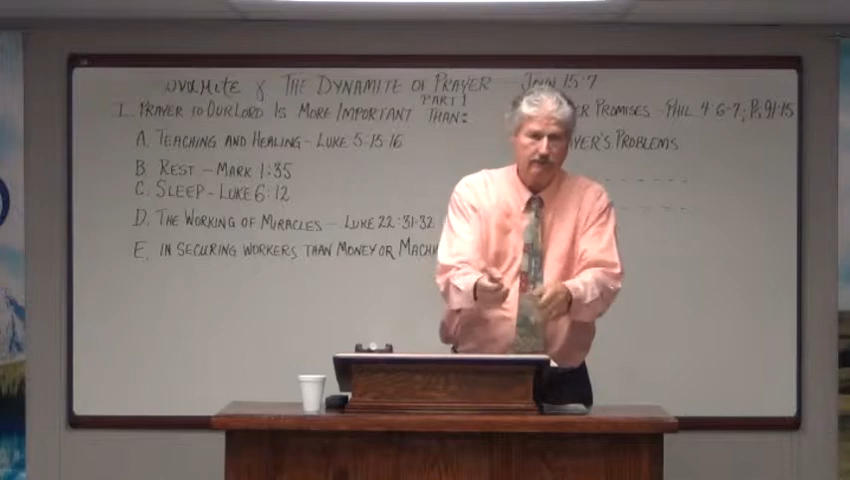 THE DYNAMITE OF PRAYER JOHN 15:7
PART 1
I. PRAYER TO OUR LORD IS MORE IMPORTANT THAN:
A. TEACHING AND HEALING - LUKE 5:15-16
B. REST - MARK 1:35
C. SLEEP - LUKE 6:12
D. THE WORKING OF MIRACLES - LUKE 22:31-32
E. IN SECURING WORKERS THAN MONEY OR MACH
ER PROMISES - PHIL 4:6-7; Ps 91:15
AYER'S PROBLEMS